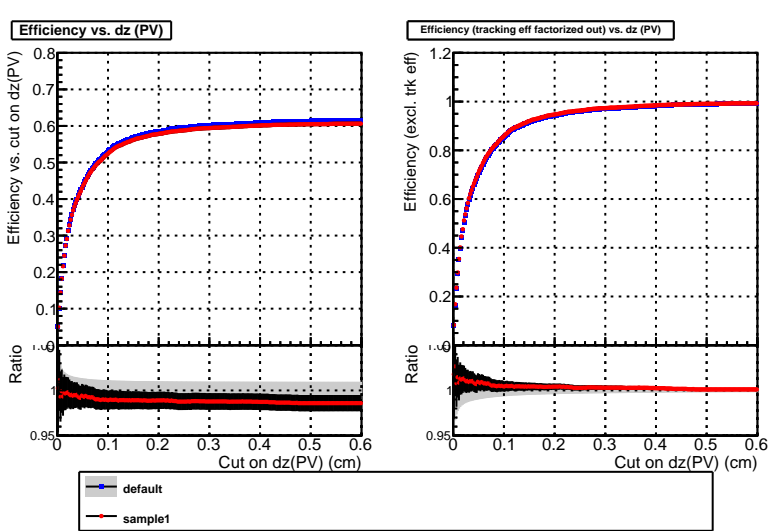 Efficiency vs. dz (PV)
Efficiency vs. cut on dz(PV)
0.8
0.7
0.6
0.5
0.4
0.3
0.2
0.1
Ratio
1
0.95
0 0.1 0.2 0.3 0.4 0.5 0.6
Cut on dz(PV) (cm)
Efficiency (tracking eff factorized out) vs. dz (PV)
Efficiency (excl. trk eff)
1.2
1
0.8
0.6
0.4
0.2
0
Ratio
1
0.95
0 0.1 0.2 0.3 0.4 0.5 0.6
Cut on dz(PV) (cm)
default
sample1